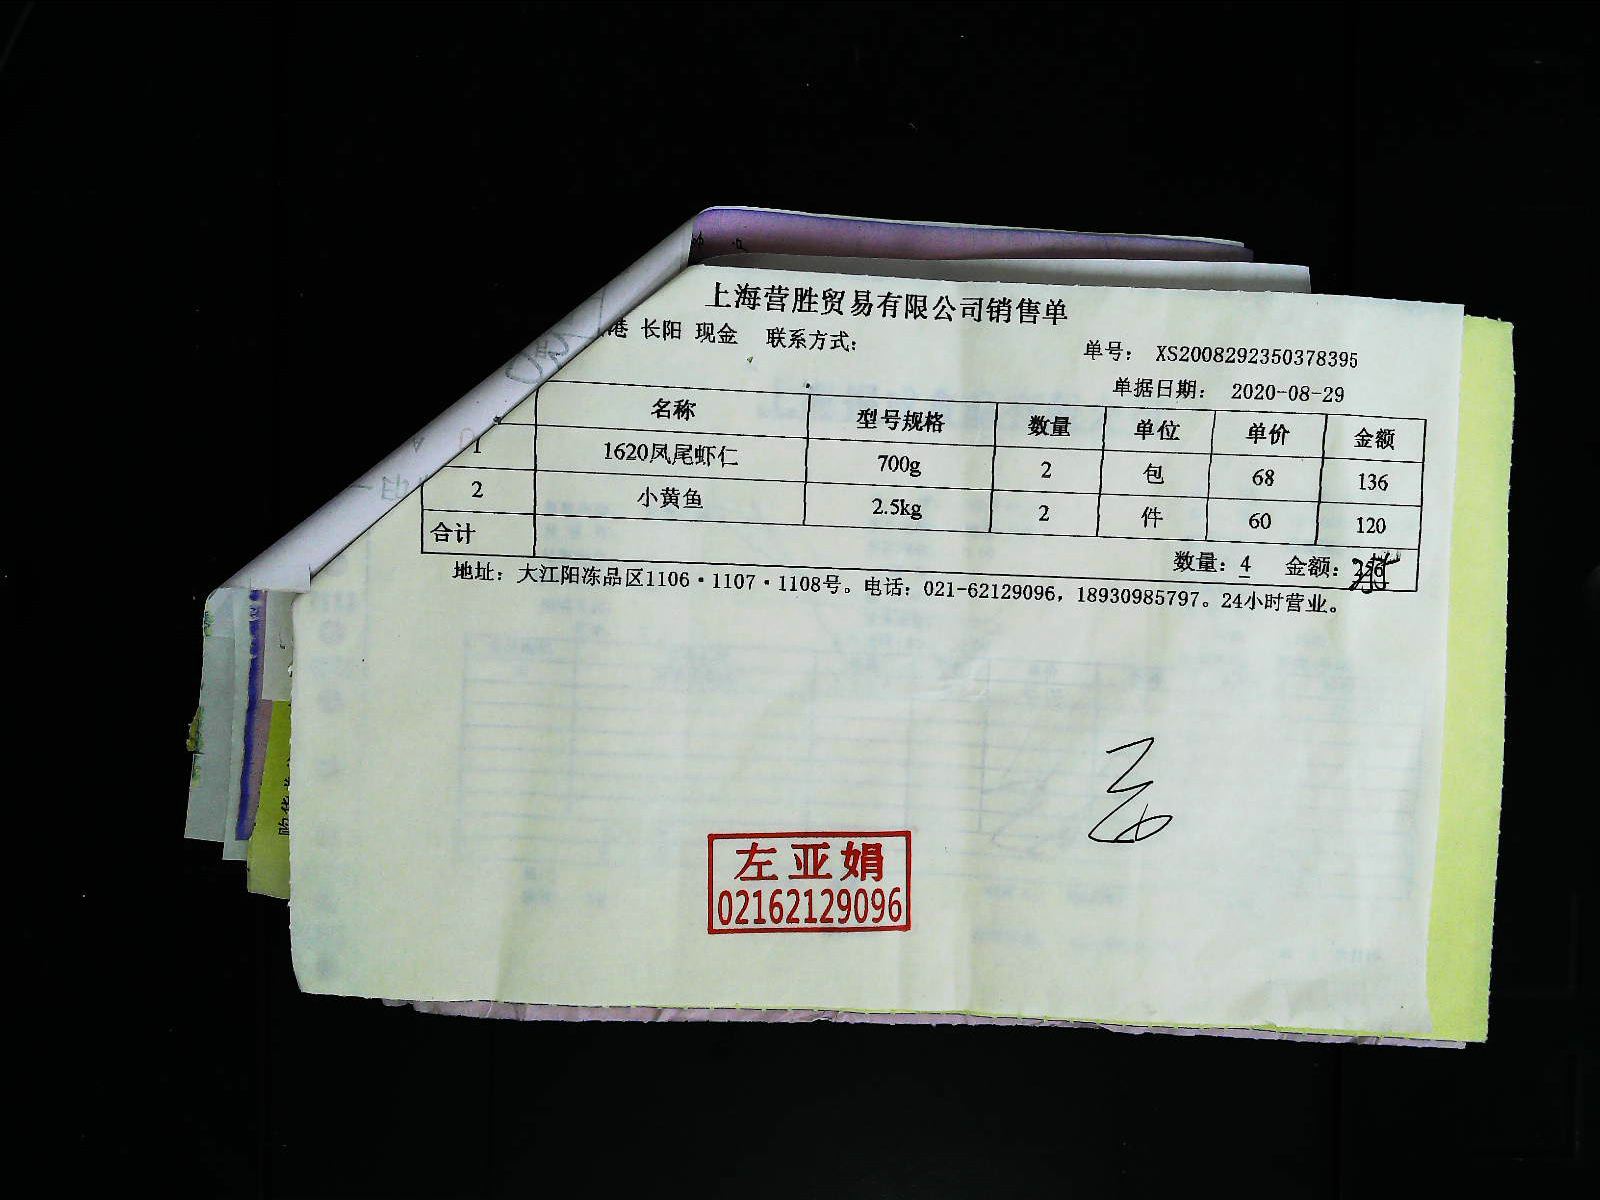 上海营胜贸易有限公司销售单
港 长阳 现金 联系方式:
单号: XS2008292350378395
单据日期: 2020-08-29
名称 型号规格 数量 单位 单价 金额
1 1620凤尾虾仁 700g 2 包 68 136
2 小黄鱼 2.5kg 2 件 60 120
合计 数量: 4 金额:
地址: 大江阳冻品区1106·1107·1108号。电话: 021-62129096, 18930985797。24小时营业。
左亚娟
02162129096